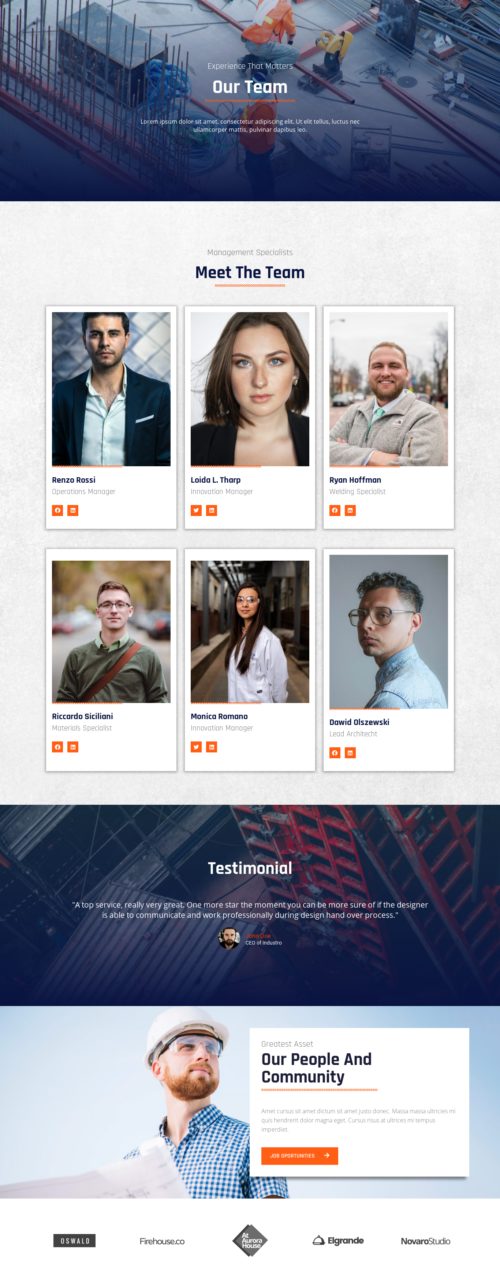 Experience That Matters
Our Team
Lorem ipsum dolor sit amet, consectetur adipiscing elit. Ut elit tellus, luctus nec
ullamcorper mattis, pulvinar dapibus leo.
Management Specialists
Meet The Team
Renzo Rossi
Operations Manager
Loida L. Tharp
Innovation Manager
Ryan Hoffman
Welding Specialist
Riccardo Siciliani
Materials Specialist
Monica Romano
Innovation Manager
Dawid Olszewski
Lead Architecht
Testimonial
"A top service, really very great. One more star the moment you can be more sure of if the designer
is able to communicate and work professionally during design hand over process."
CEO of Industro
Greatest Asset
Our People And
Community
Amet cursus sit amet dictum sit amet justo donec. Massa massa ultricies mi
quis hendrerit dolor magna eget. Cursus risus at ultrices mi tempus
imperdiet.
JOB OPORTUNITIES
OSWALD
Firehouse.co
At
Aurora
House
Elgrande
NovaroStudio